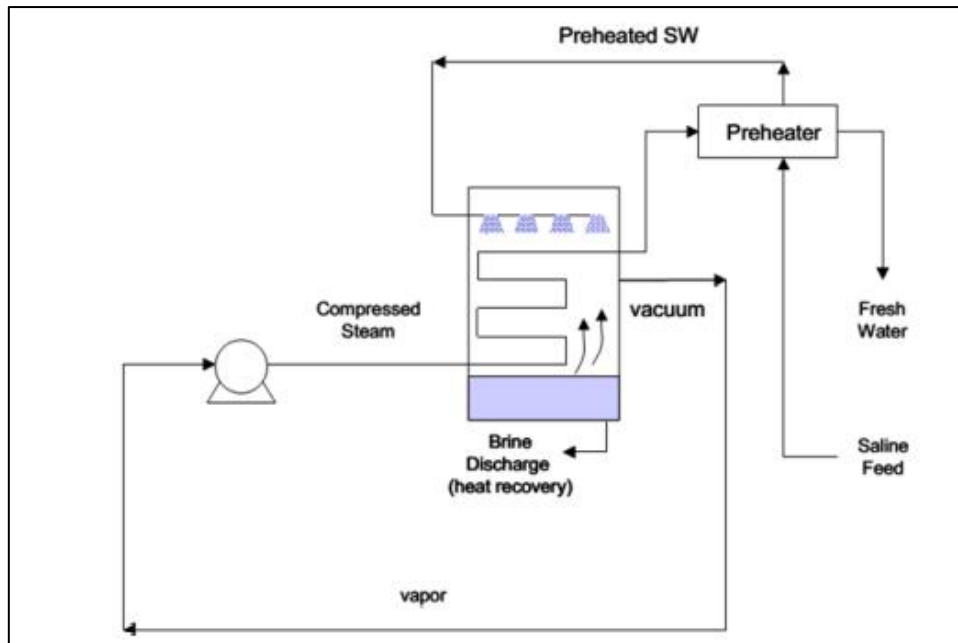 Preheated SW
Preheater
Compressed
Steam
vacuum
Fresh
Water
Brine
Discharge
(heat recovery)
Saline
Feed
vapor